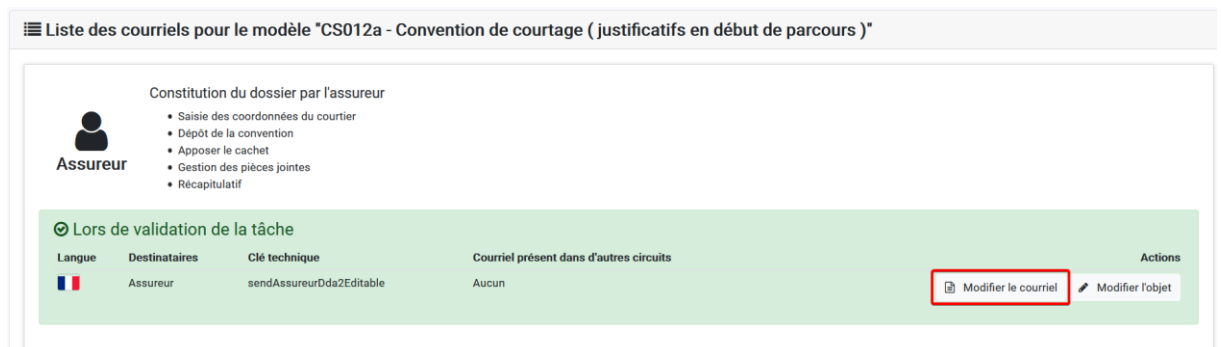 Liste des courriels pour le modèle "CS012a - Convention de courtage ( justificatifs en début de parcours )"
Constitution du dossier par l'assureur
Saisie des coordonnées du courtier
Dépôt de la convention
Apposer le cachet
Gestion des pièces jointes
Récapitulatif
Assureur
Lors de validation de la tâche
Langue Destinataires Clé technique Courriel présent dans d'autres circuits Actions
Assureur sendAssureurDda2Editable Aucun Modifier le courriel Modifier l'objet